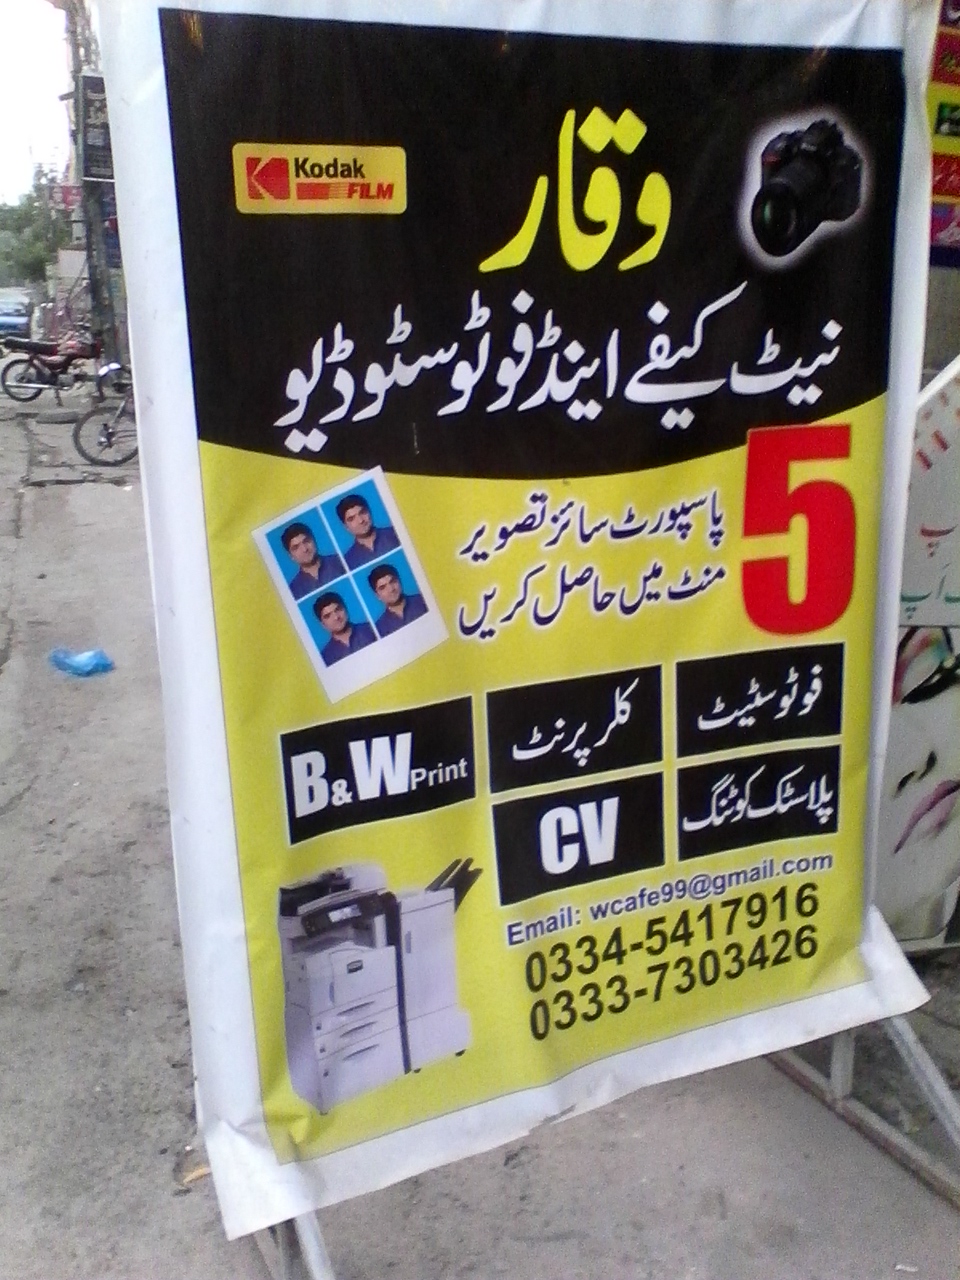 Kodak
FILM
وقار
نیٹ کیفے اینڈ فوٹو سٹوڈیو
5
پاسپورٹ سائز تصویر
منٹ میں حاصل کریں
فوٹو سٹیٹ
کلر پرنٹ
B&W Print
پلاسٹک کوٹنگ
CV
Email: wcafe99@gmail.com
0334-5417916
0333-7303426